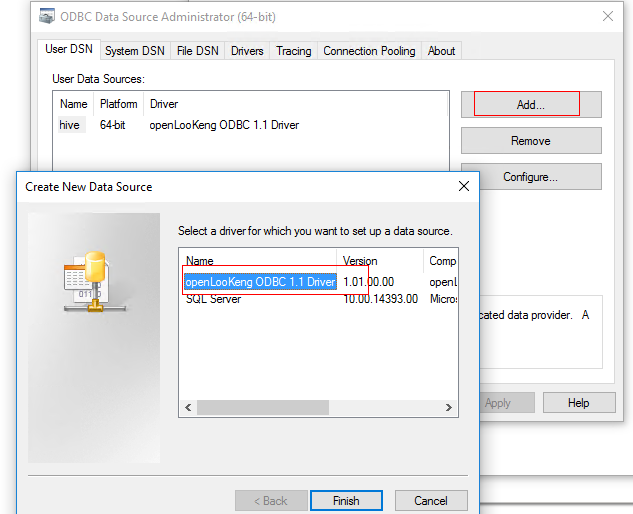 ODBC Data Source Administrator (64-bit)
User DSN System DSN File DSN Drivers Tracing Connection Pooling About
User Data Sources:
Name Platform Driver
hive 64-bit openLooKeng ODBC 1.1 Driver
Add...
Remove
Configure...
Create New Data Source
Select a driver for which you want to set up a data source.
Name Version Comp
openLooKeng ODBC 1.1 Driver 1.01.00.00 openL
SQL Server 10.00.14393.00 Micros
cated data provider. A
Apply Help
< Back Finish Cancel